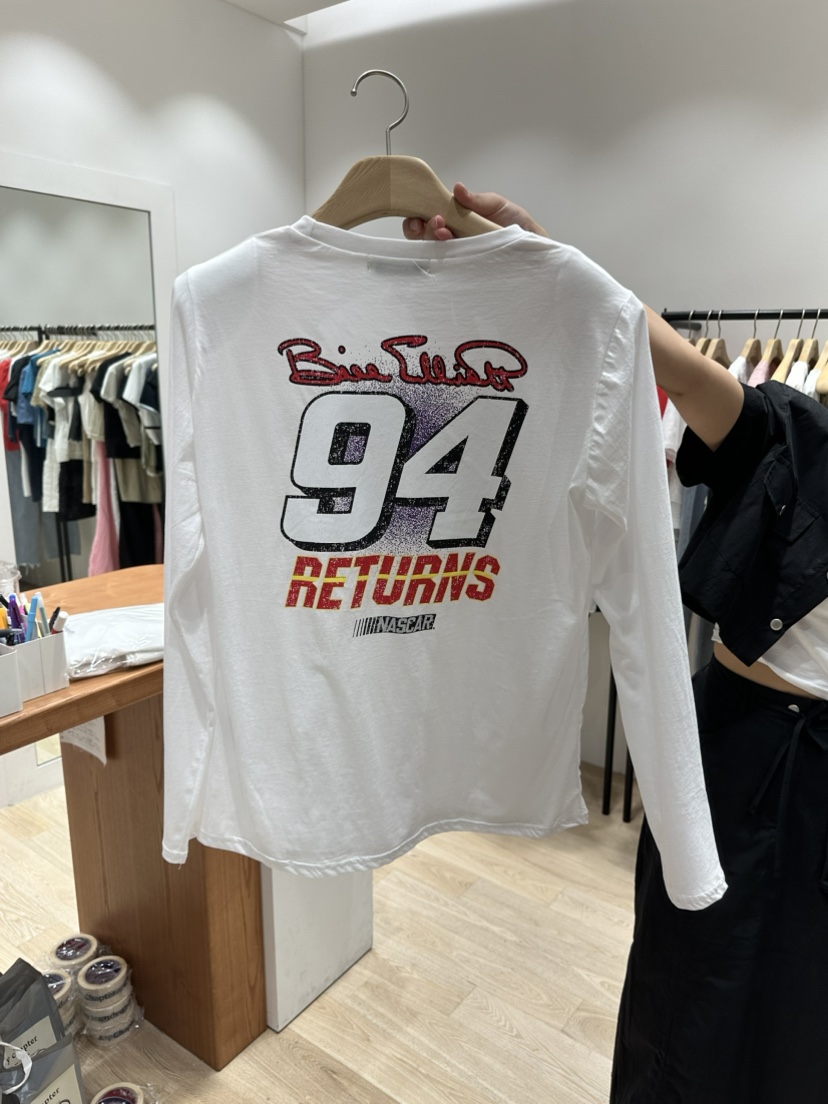 Bill Elliott
94
RETURNS
NASCAR